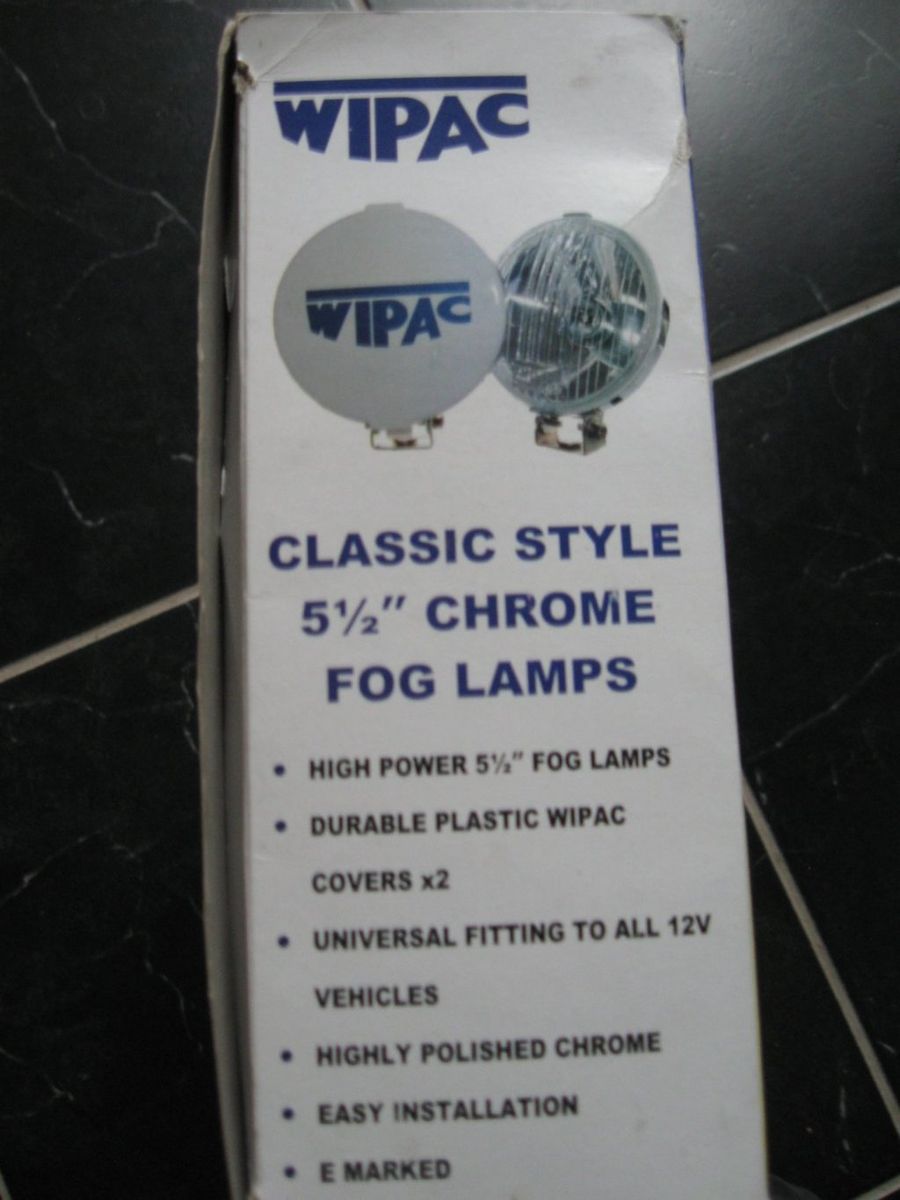 WIPAC
WIPAC
CLASSIC STYLE
5½" CHROME
FOG LAMPS
• HIGH POWER 5½" FOG LAMPS
• DURABLE PLASTIC WIPAC
COVERS x2
• UNIVERSAL FITTING TO ALL 12V
VEHICLES
• HIGHLY POLISHED CHROME
• EASY INSTALLATION
• E MARKED